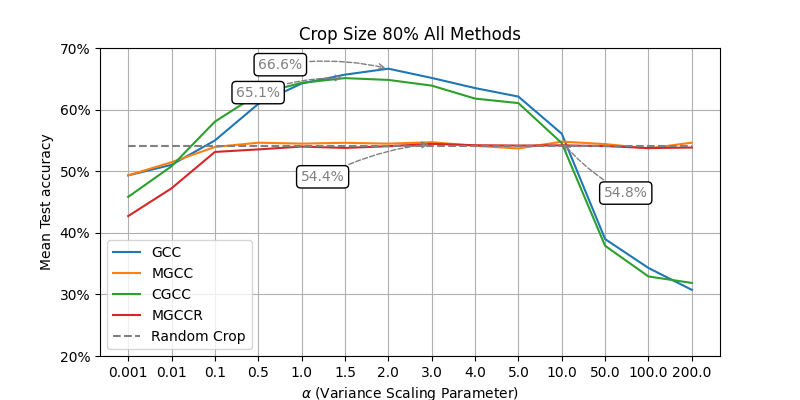 Crop Size 80% All Methods
70%
60%
50%
40%
30%
20%
Mean Test accuracy
66.6%
65.1%
54.4%
54.8%
GCC
MGCC
CGCC
MGCCR
Random Crop
0.001 0.01 0.1 0.5 1.0 1.5 2.0 3.0 4.0 5.0 10.0 50.0 100.0 200.0
α (Variance Scaling Parameter)